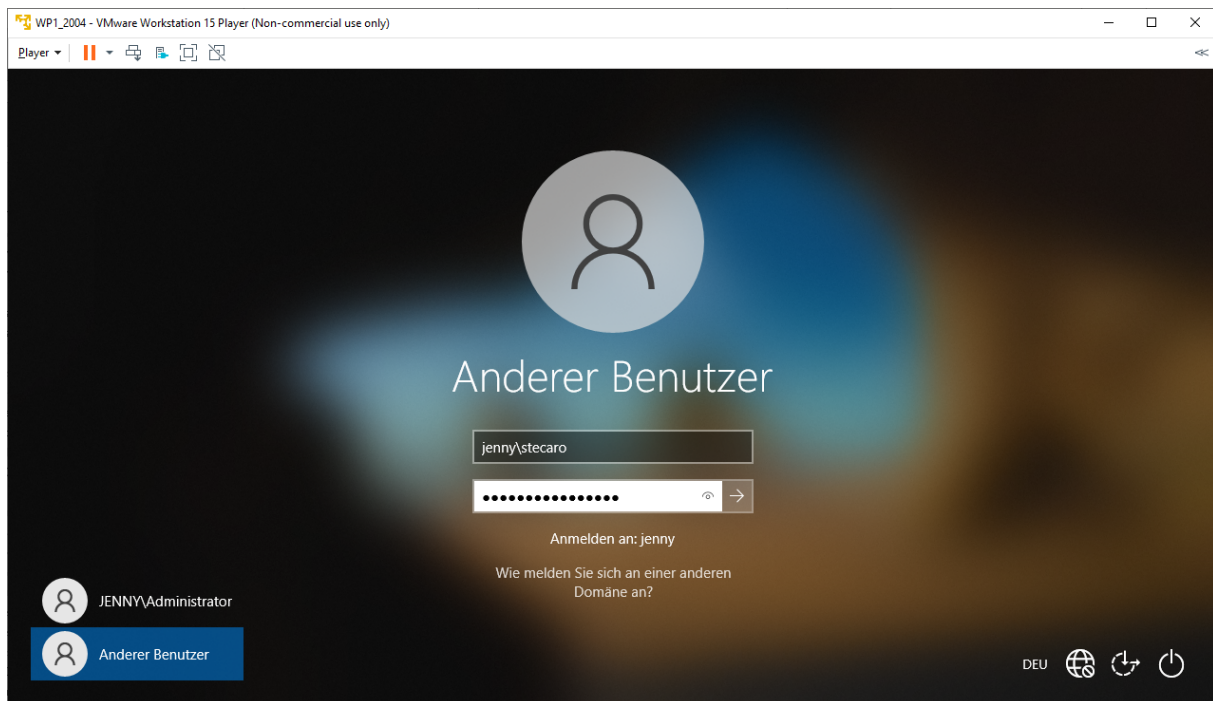 WP1_2004 - VMware Workstation 15 Player (Non-commercial use only)
Player
Anderer Benutzer
jenny\stecaro
●●●●●●●●●●●●●●●●
Anmelden an: jenny
Wie melden Sie sich an einer anderen
Domäne an?
JENNY\Administrator
Anderer Benutzer
DEU